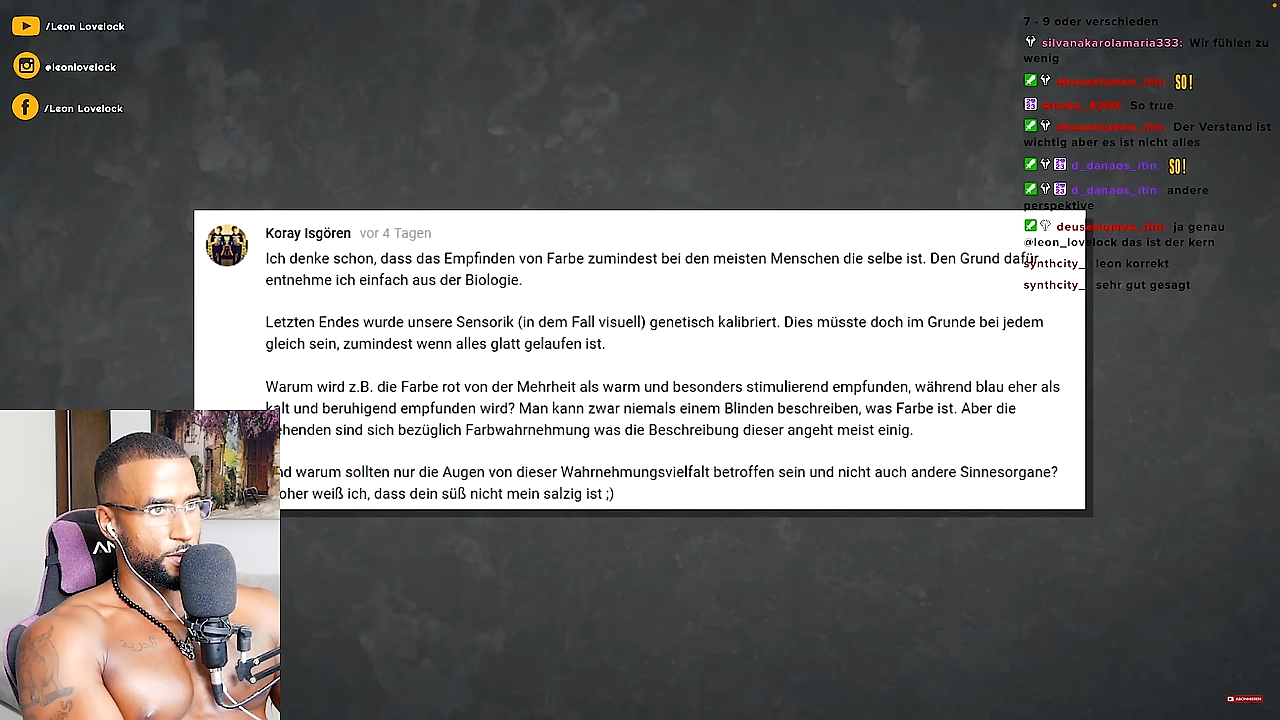 /Leon Lovelock
@leonlovelock
/Leon Lovelock
7 - 9 oder verschieden
silvanakarolamaria333: Wir fühlen zu
wenig
SO!
So true
Der Verstand ist
wichtig aber es ist nicht alles
d_danaos_itin: SO!
d_danaos_itin: andere
perspektive
ja genau
@leon_lovelock das ist der kern
synthcity_ leon korrekt
synthcity_ sehr gut gesagt
Koray Isgören vor 4 Tagen
Ich denke schon, dass das Empfinden von Farbe zumindest bei den meisten Menschen die selbe ist. Den Grund dafür
entnehme ich einfach aus der Biologie.
Letzten Endes wurde unsere Sensorik (in dem Fall visuell) genetisch kalibriert. Dies müsste doch im Grunde bei jedem
gleich sein, zumindest wenn alles glatt gelaufen ist.
Warum wird z.B. die Farbe rot von der Mehrheit als warm und besonders stimulierend empfunden, während blau eher als
kalt und beruhigend empfunden wird? Man kann zwar niemals einem Blinden beschreiben, was Farbe ist. Aber die
ehenden sind sich bezüglich Farbwahrnehmung was die Beschreibung dieser angeht meist einig.
nd warum sollten nur die Augen von dieser Wahrnehmungsvielfalt betroffen sein und nicht auch andere Sinnesorgane?
oher weiß ich, dass dein süß nicht mein salzig ist ;)
ABONNIEREN